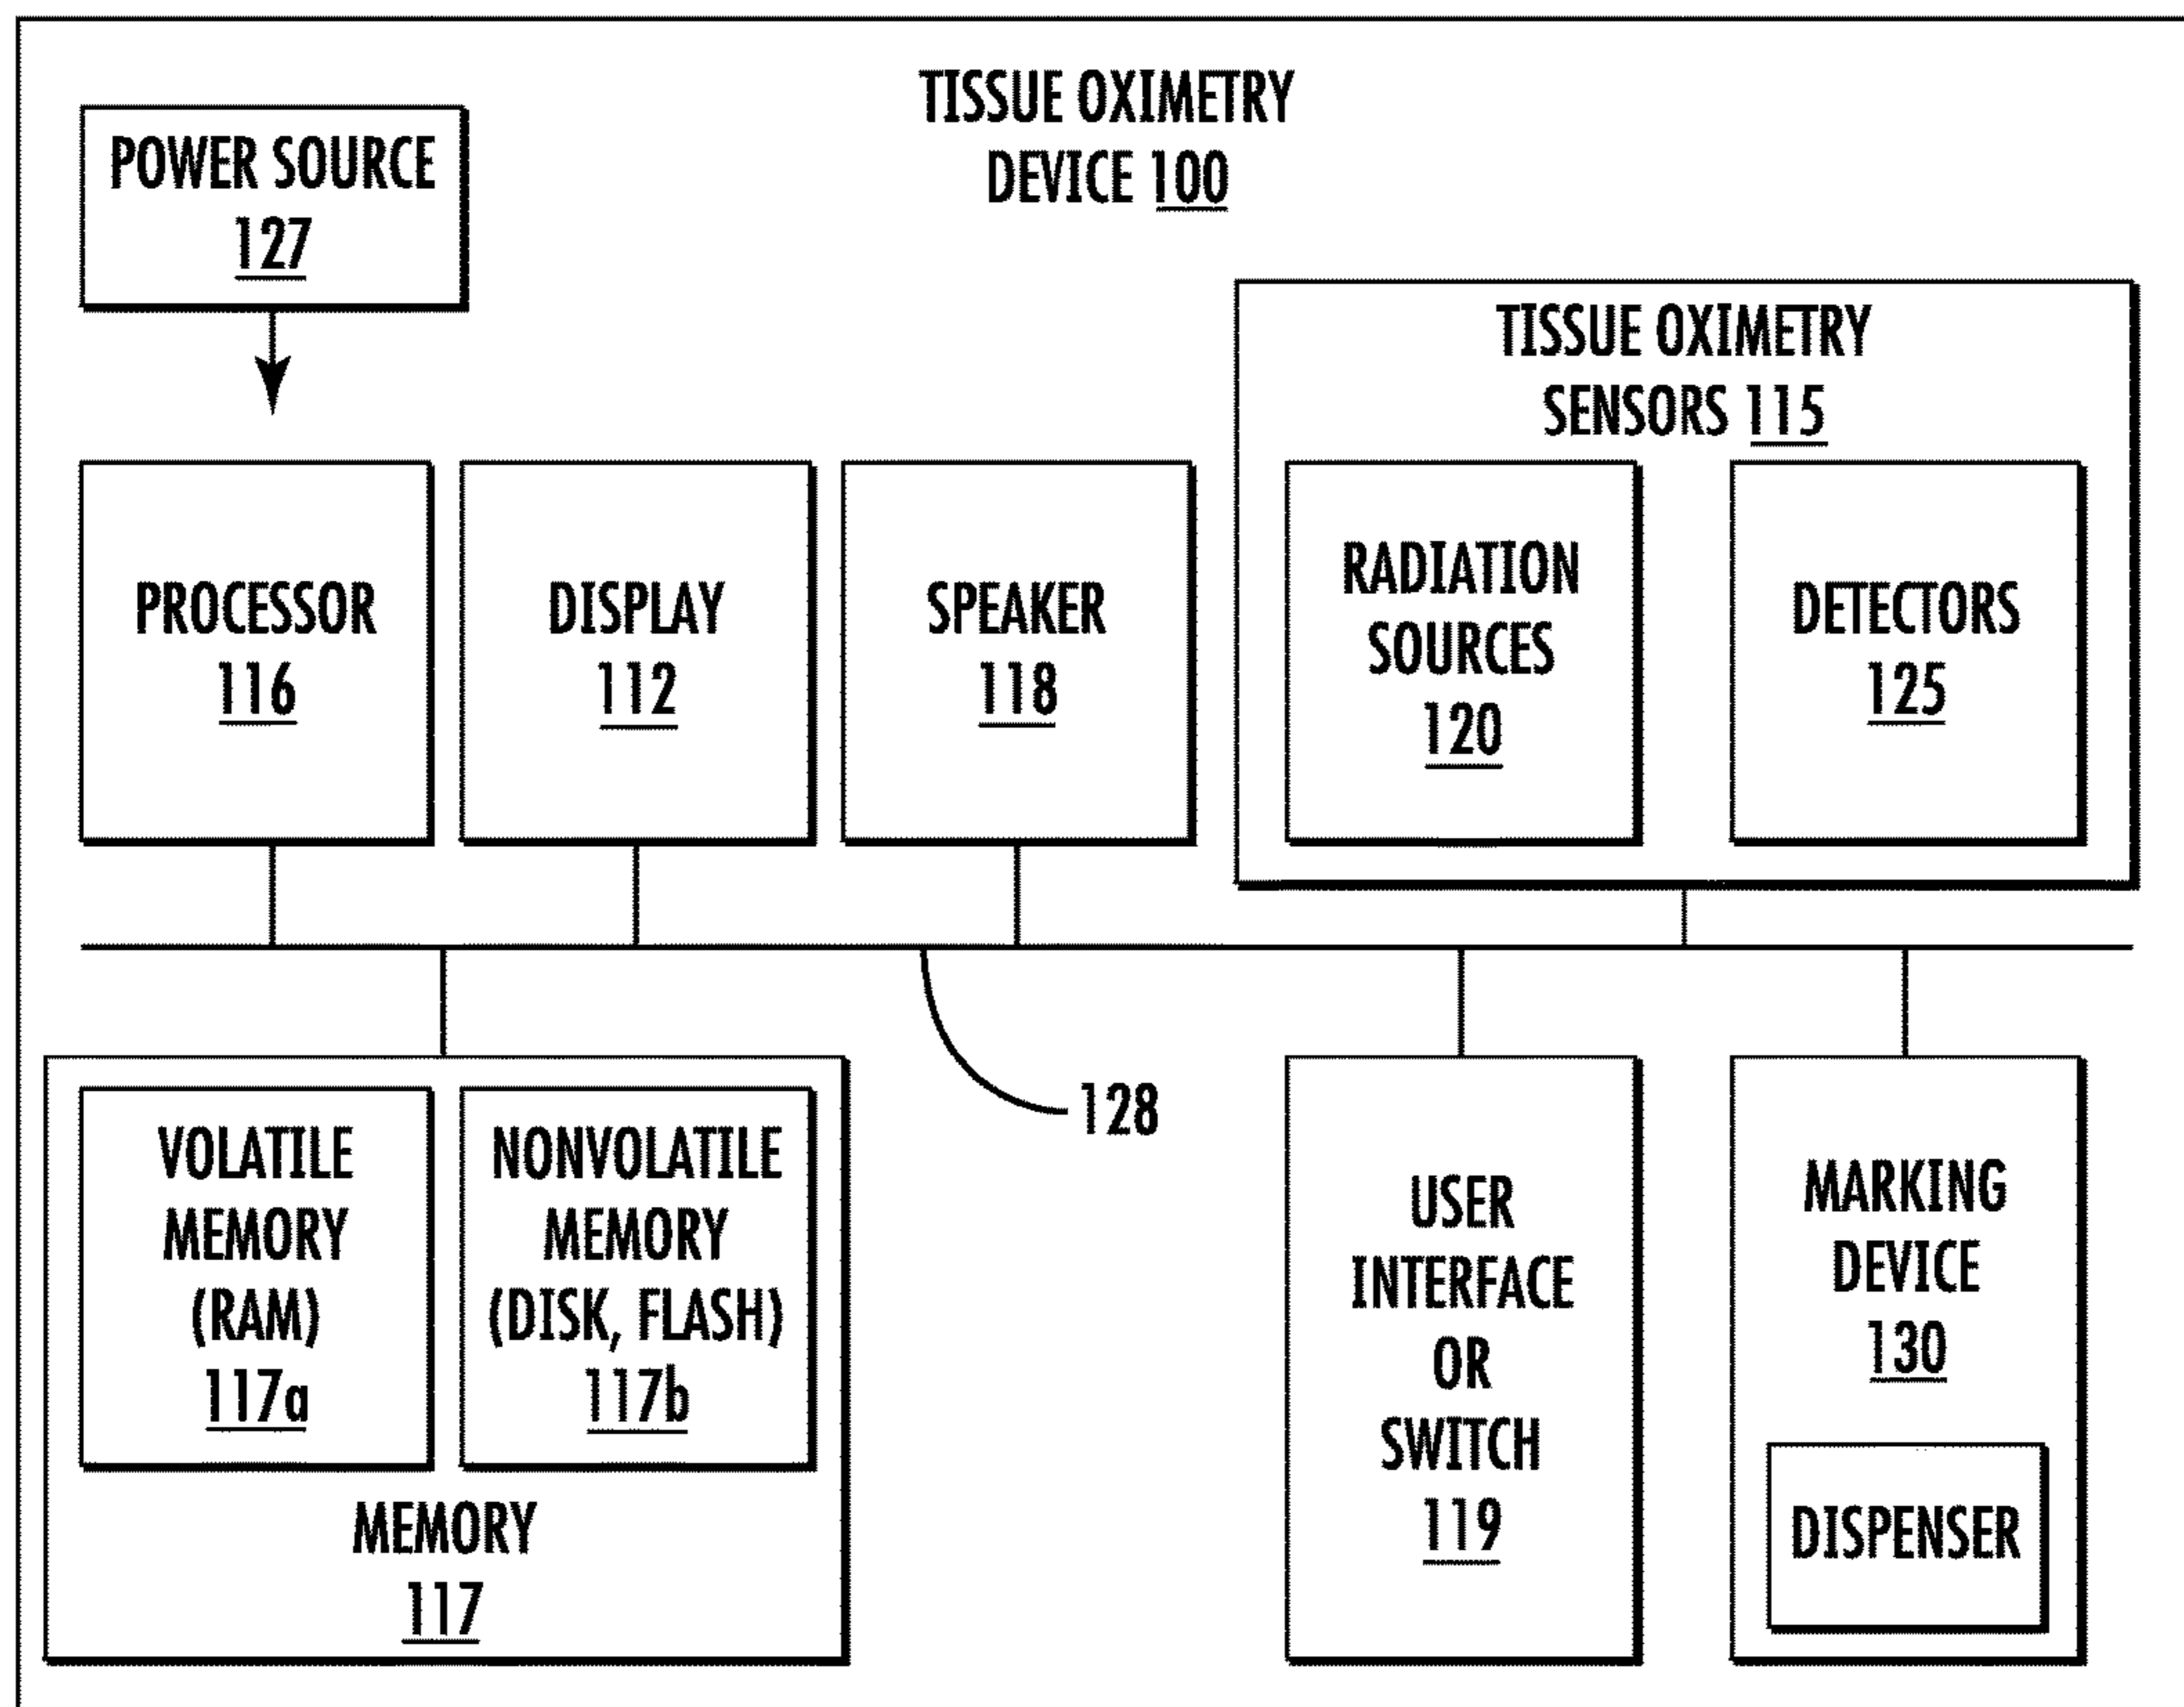 TISSUE OXIMETRY
DEVICE 100
POWER SOURCE
127
TISSUE OXIMETRY
SENSORS 115
PROCESSOR
116
DISPLAY
112
SPEAKER
118
RADIATION
SOURCES
120
DETECTORS
125
128
VOLATILE
MEMORY
(RAM)
117a
NONVOLATILE
MEMORY
(DISK, FLASH)
117b
MEMORY
117
USER
INTERFACE
OR
SWITCH
119
MARKING
DEVICE
130
DISPENSER